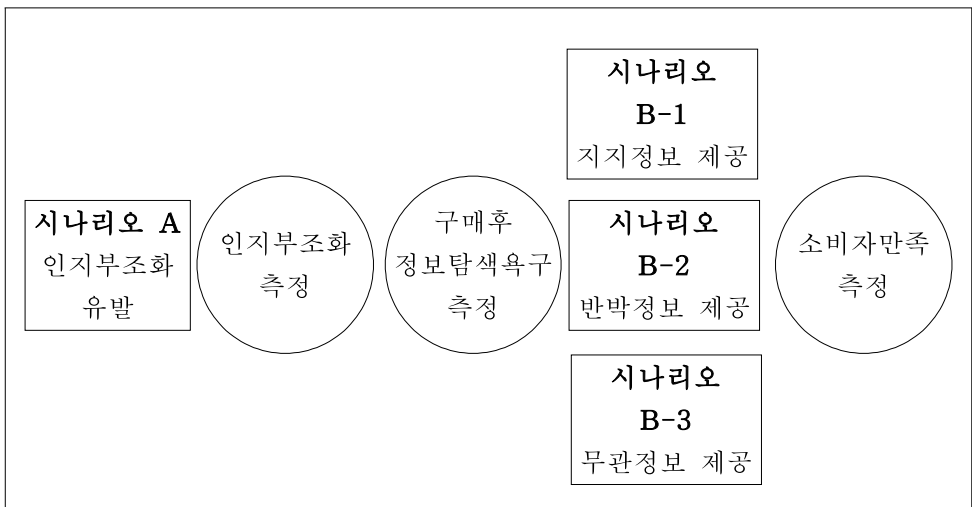 시나리오 A
인지부조화
유발
인지부조화
측정
구매후
정보탐색욕구
측정
시나리오
B-1
지지정보 제공
시나리오
B-2
반박정보 제공
시나리오
B-3
무관정보 제공
소비자만족
측정